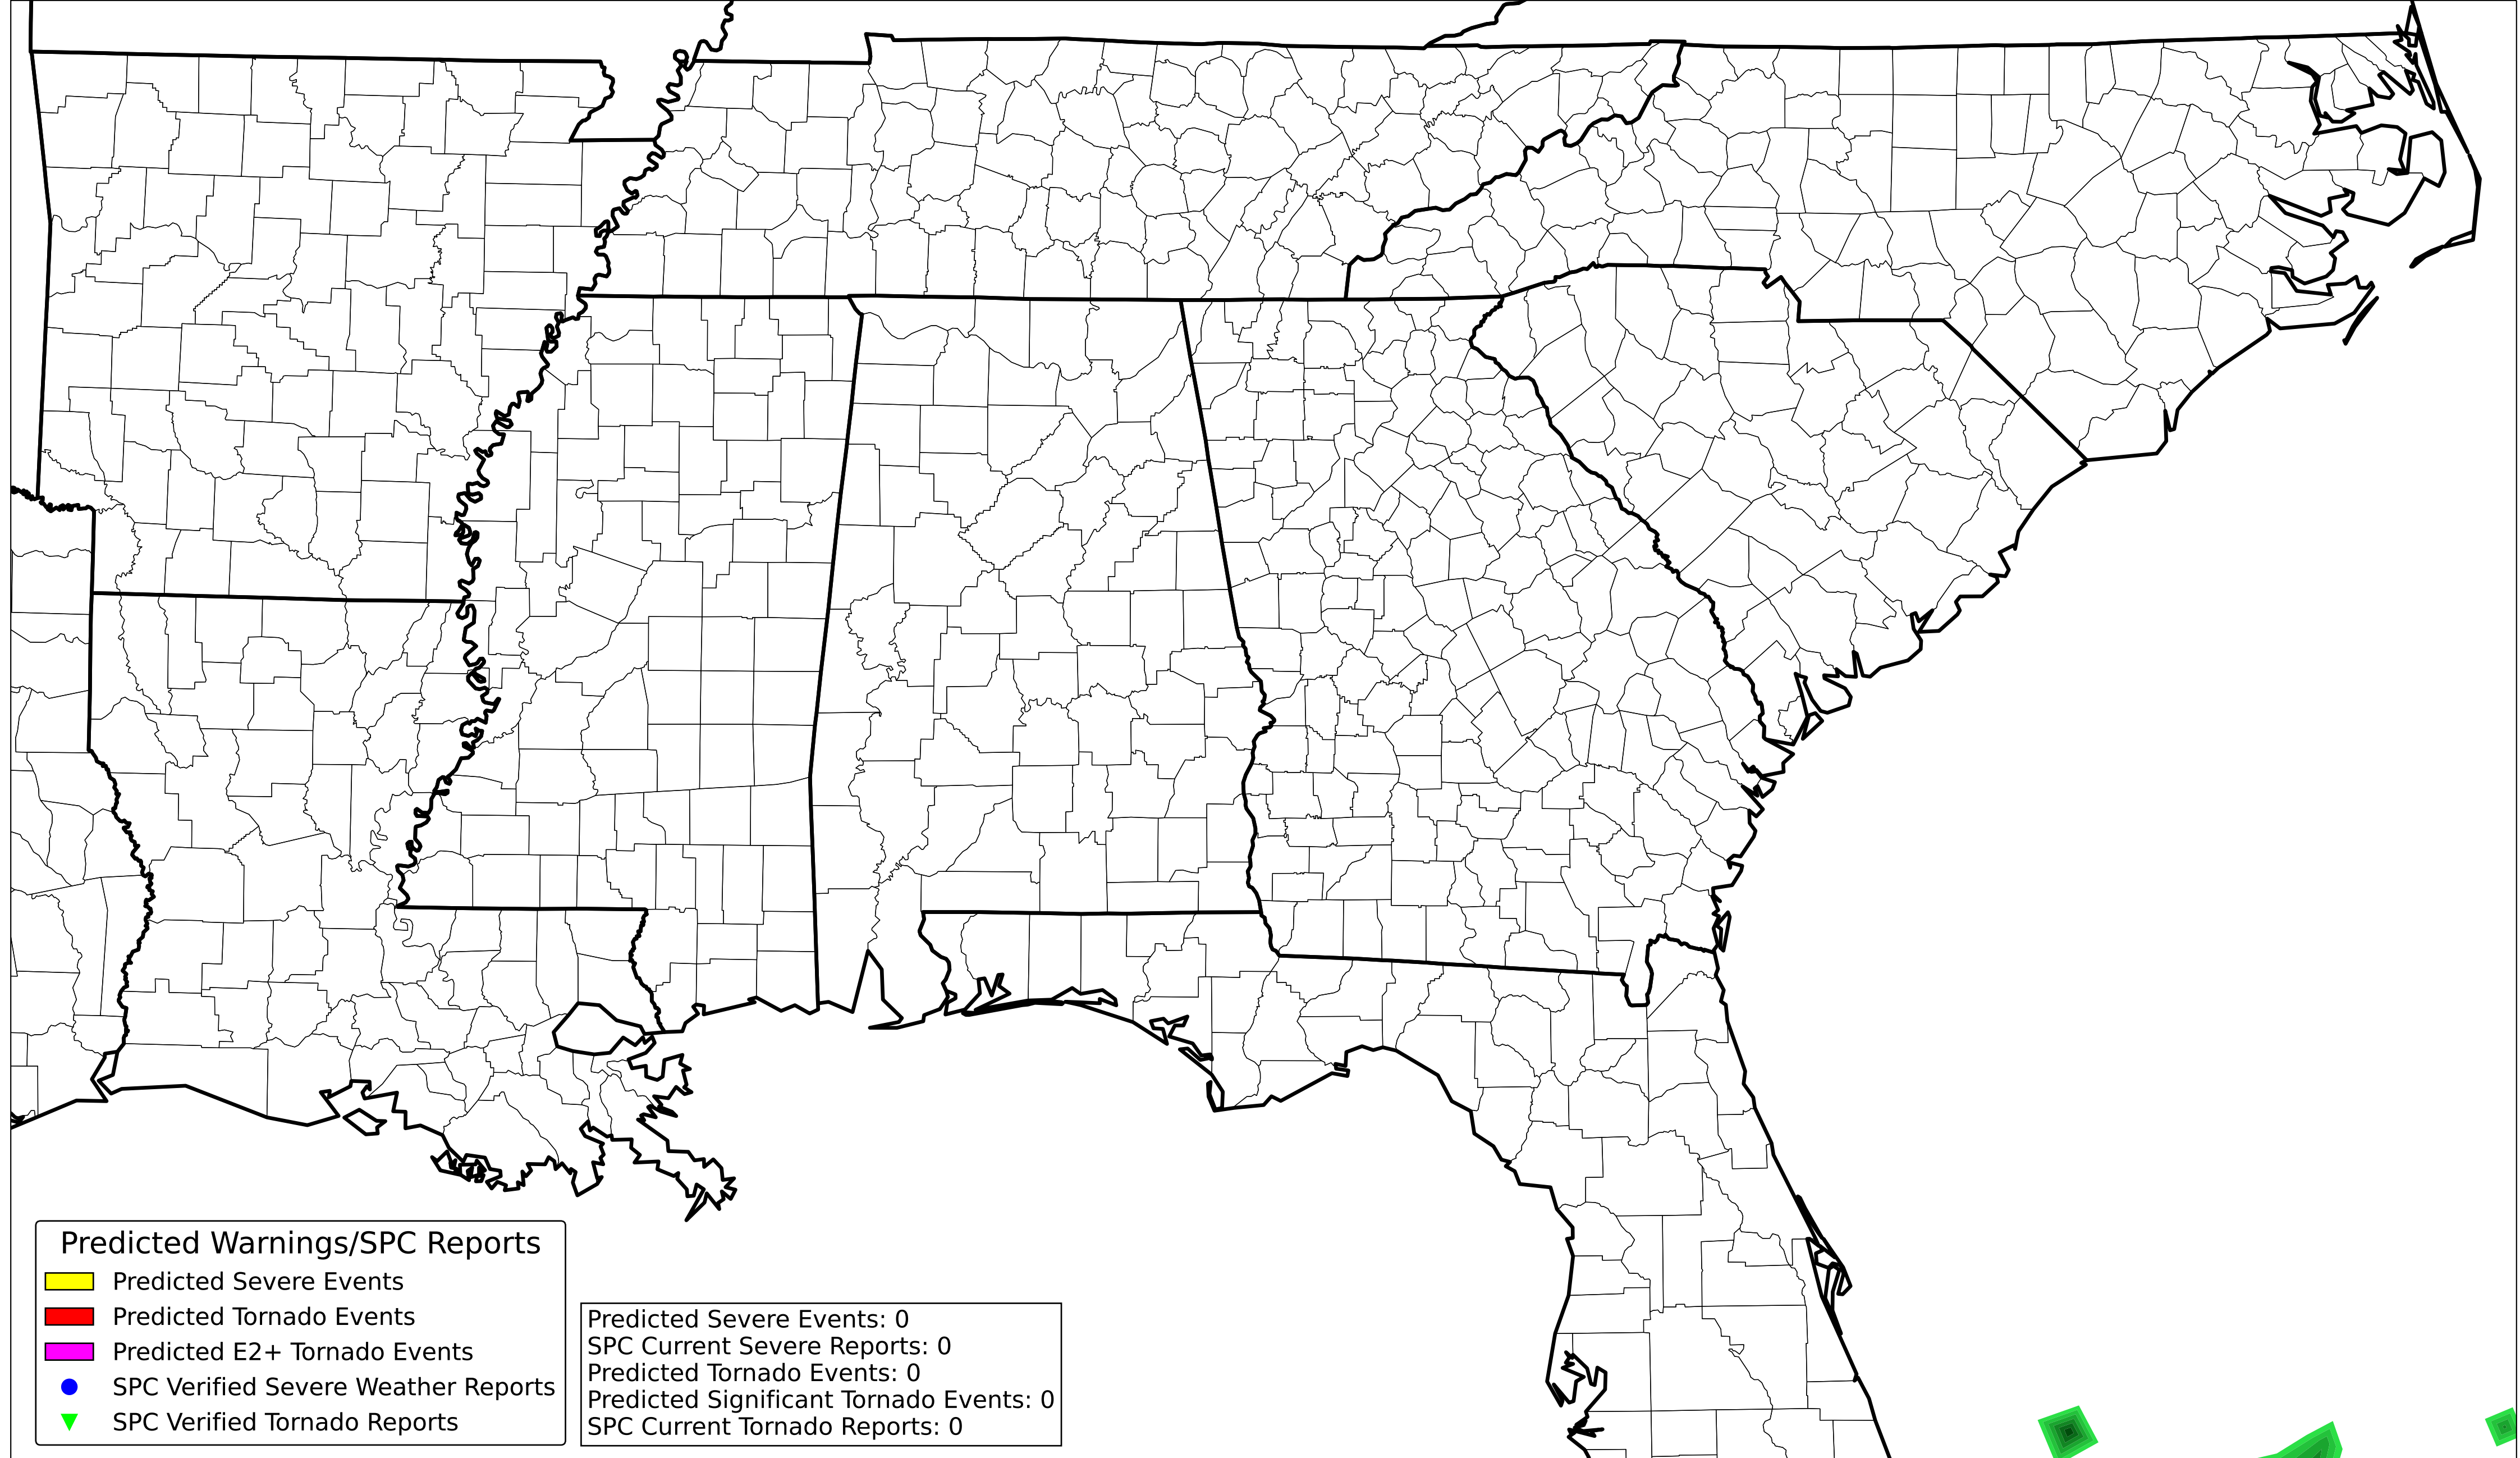 Predicted Warnings/SPC Reports
Predicted Severe Events
Predicted Tornado Events
Predicted E2+ Tornado Events
SPC Verified Severe Weather Reports
SPC Verified Tornado Reports
Predicted Severe Events: 0
SPC Current Severe Reports: 0
Predicted Tornado Events: 0
Predicted Significant Tornado Events: 0
SPC Current Tornado Reports: 0